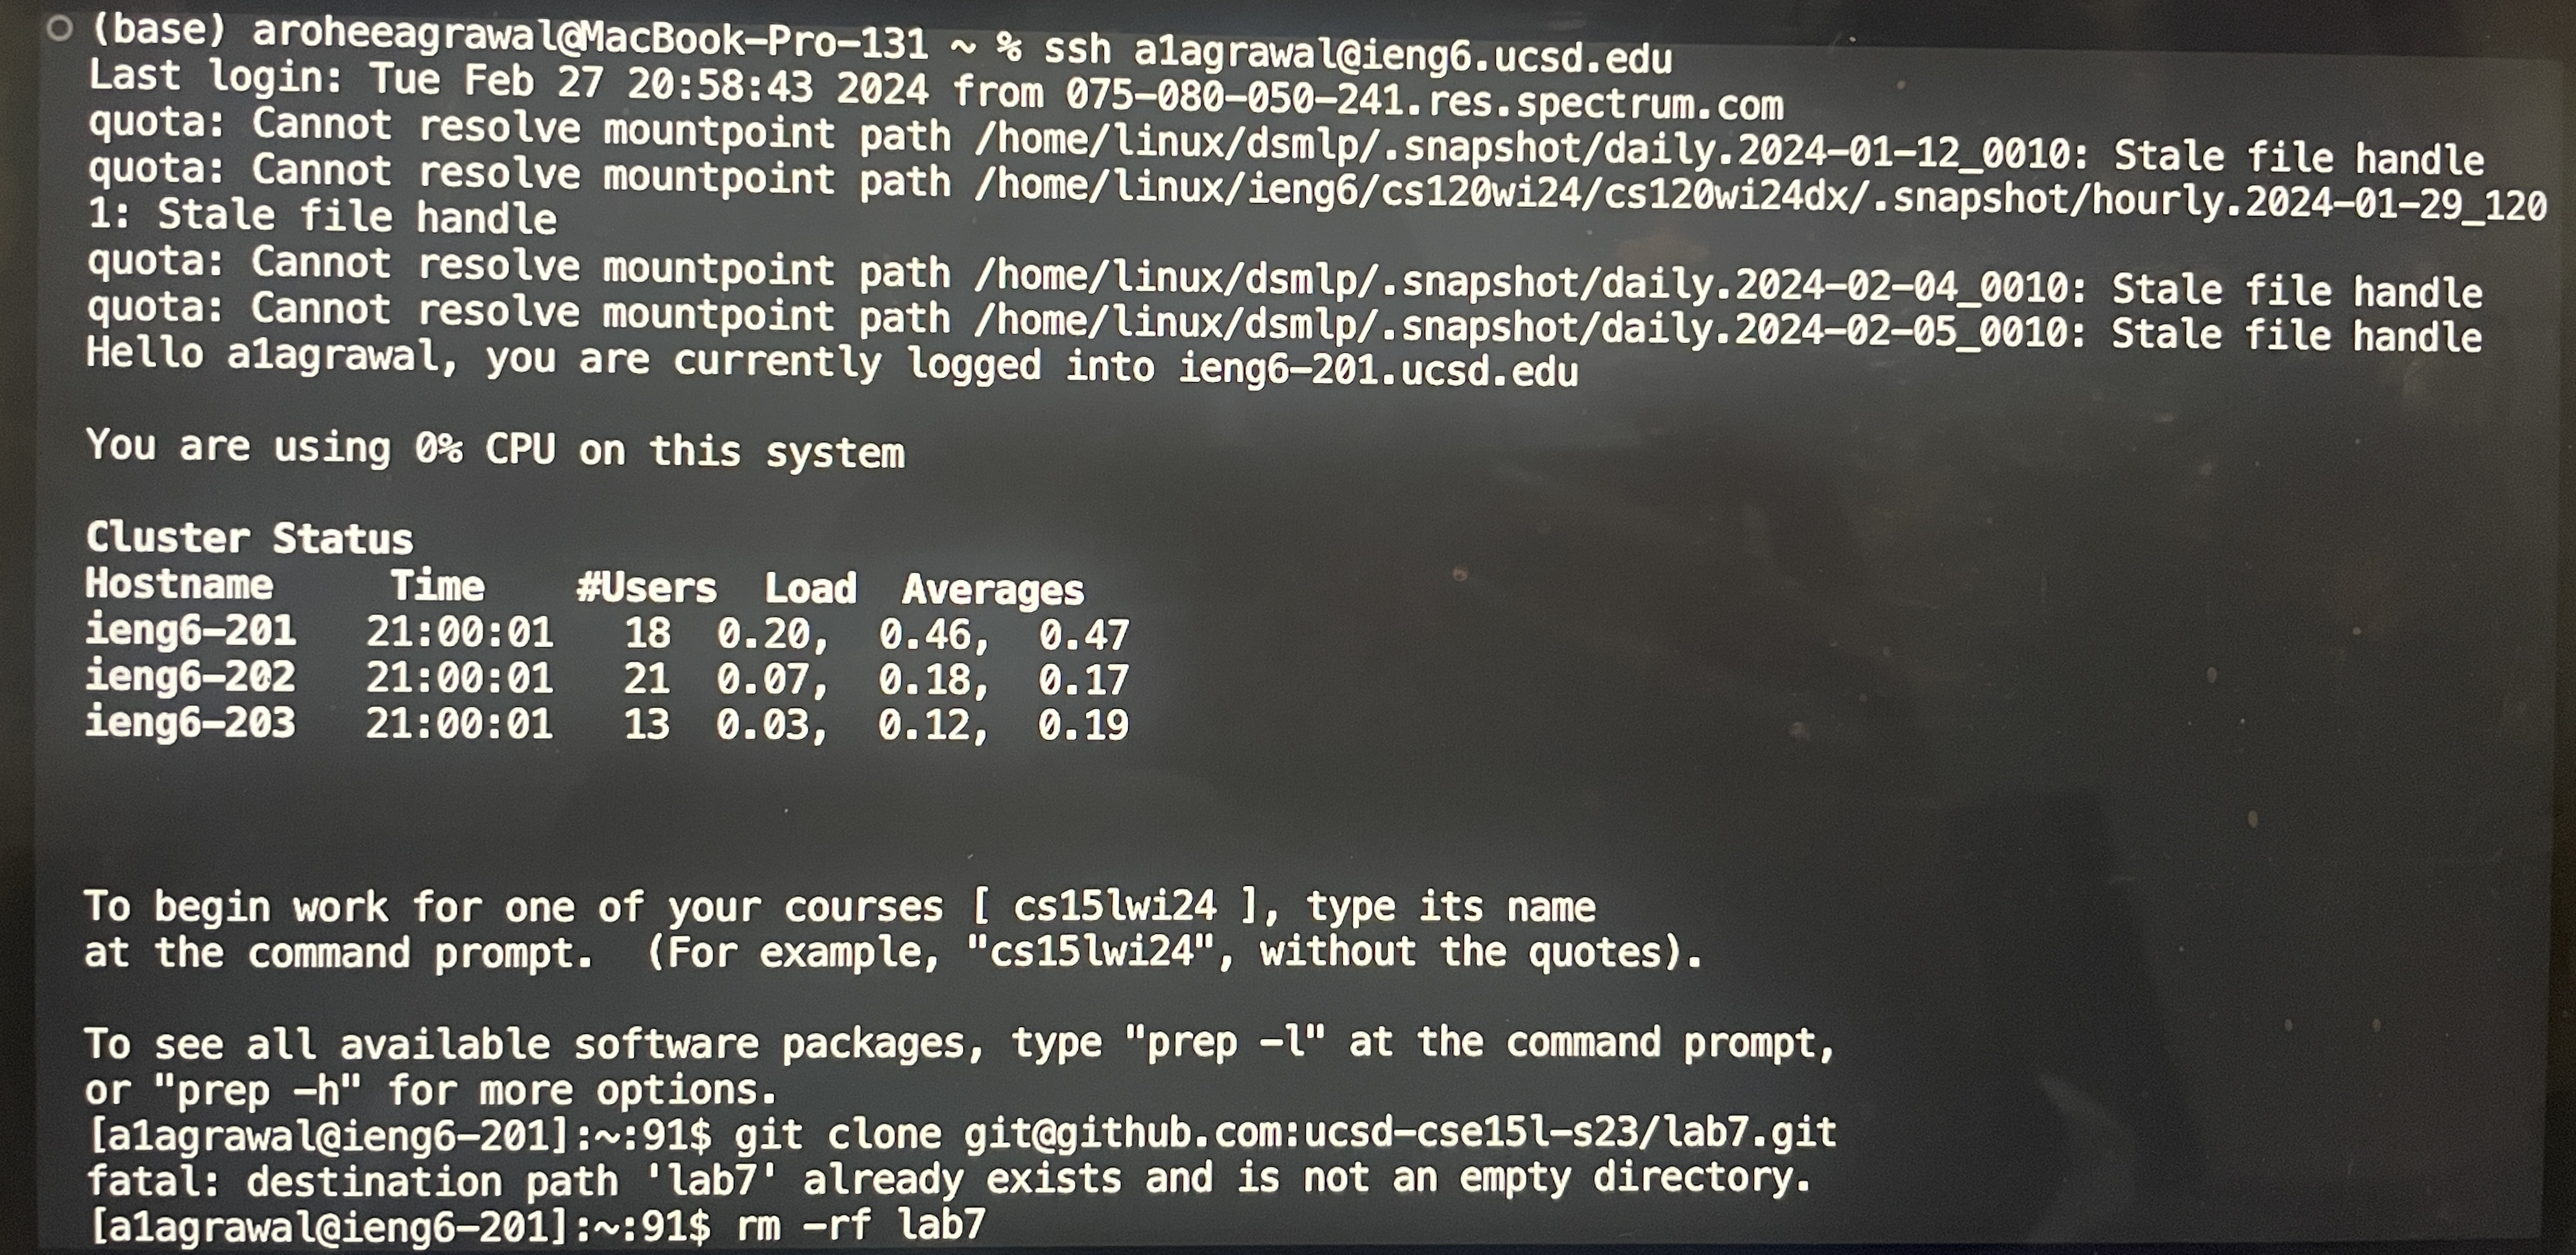 (base) aroheeagrawal@MacBook-Pro-131 ~ % ssh a1agrawal@ieng6.ucsd.edu
Last login: Tue Feb 27 20:58:43 2024 from 075-080-050-241.res.spectrum.com
quota: Cannot resolve mountpoint path /home/linux/dsmlp/.snapshot/daily.2024-01-12_0010: Stale file handle
quota: Cannot resolve mountpoint path /home/linux/ieng6/cs120wi24/cs120wi24dx/.snapshot/hourly.2024-01-29_120
1: Stale file handle
quota: Cannot resolve mountpoint path /home/linux/dsmlp/.snapshot/daily.2024-02-04_0010: Stale file handle
quota: Cannot resolve mountpoint path /home/linux/dsmlp/.snapshot/daily.2024-02-05_0010: Stale file handle
Hello a1agrawal, you are currently logged into ieng6-201.ucsd.edu
You are using 0% CPU on this system
Cluster Status
Hostname     Time    #Users  Load  Averages
ieng6-201   21:00:01   18  0.20,  0.46,  0.47
ieng6-202   21:00:01   21  0.07,  0.18,  0.17
ieng6-203   21:00:01   13  0.03,  0.12,  0.19
To begin work for one of your courses [ cs15lwi24 ], type its name
at the command prompt.  (For example, "cs15lwi24", without the quotes).
To see all available software packages, type "prep -l" at the command prompt,
or "prep -h" for more options.
[a1agrawal@ieng6-201]:~:91$ git clone git@github.com:ucsd-cse15l-s23/lab7.git
fatal: destination path 'lab7' already exists and is not an empty directory.
[a1agrawal@ieng6-201]:~:91$ rm -rf lab7